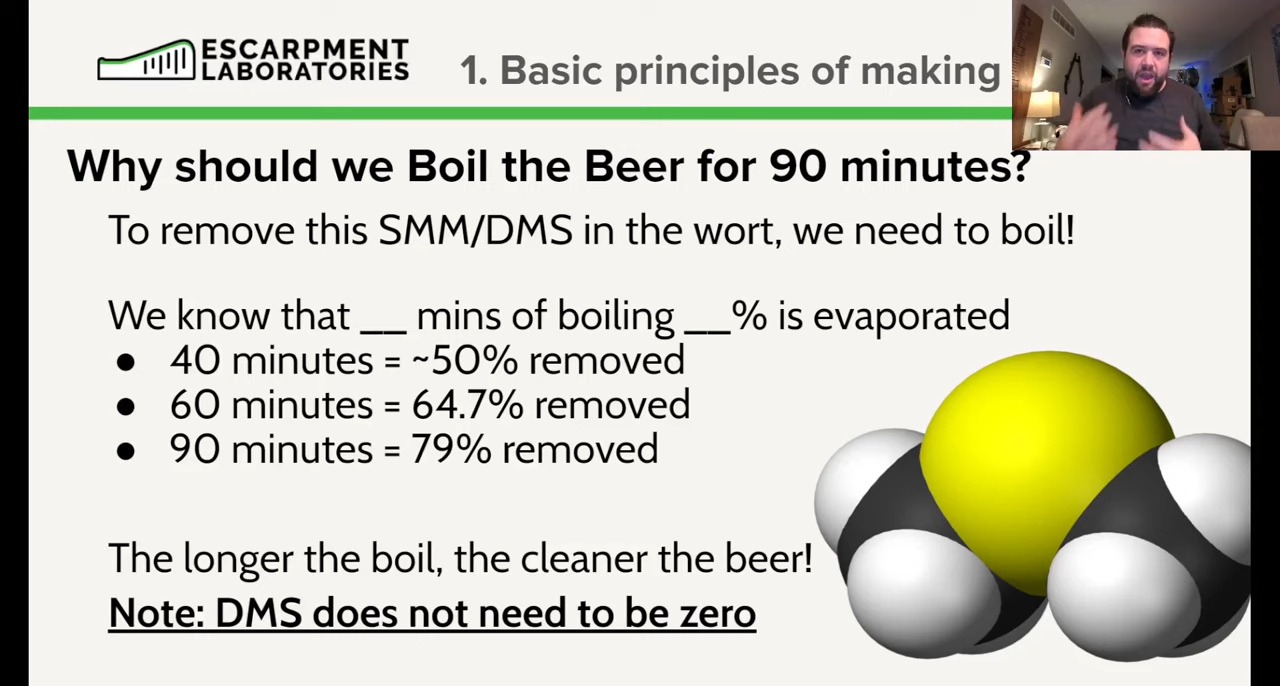 ESCARPMENT
LABORATORIES
1. Basic principles of making
Why should we Boil the Beer for 90 minutes?
To remove this SMM/DMS in the wort, we need to boil!
We know that __ mins of boiling __% is evaporated
● 40 minutes = ~50% removed
● 60 minutes = 64.7% removed
● 90 minutes = 79% removed
The longer the boil, the cleaner the beer!
Note: DMS does not need to be zero